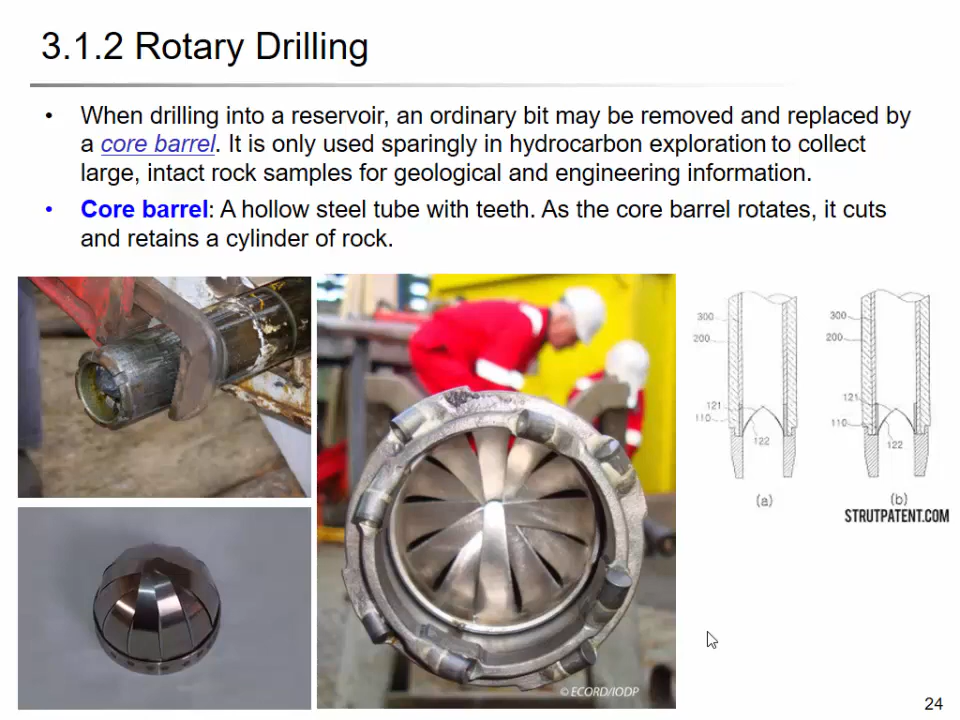 3.1.2 Rotary Drilling
• When drilling into a reservoir, an ordinary bit may be removed and replaced by
a core barrel. It is only used sparingly in hydrocarbon exploration to collect
large, intact rock samples for geological and engineering information.
• Core barrel: A hollow steel tube with teeth. As the core barrel rotates, it cuts
and retains a cylinder of rock.
300
200
121
110
122
(a)
300
200
121
110
122
(b)
STRUTPATENT.COM
© ECORD/IODP
24